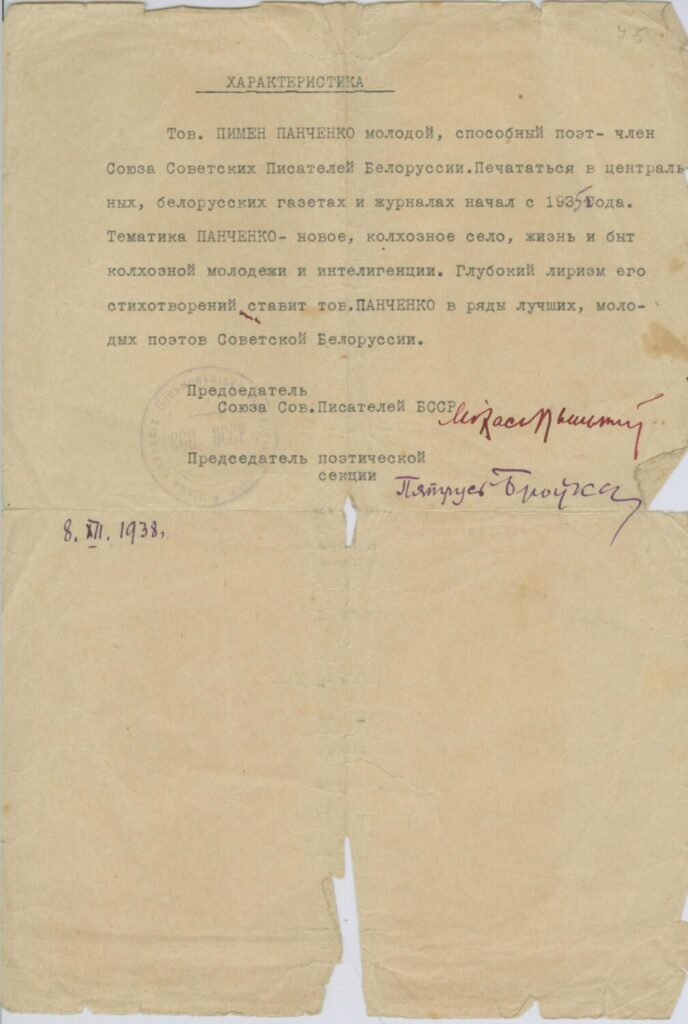 75
ХАРАКТЕРИСТИКА
Тов. ПИМЕН ПАНЧЕНКО молодой, способный поэт- член
Союза Советских Писателей Белоруссии.Печататься в централь-
ных, белорусских газетах и журналах начал с 1935года.
Тематика ПАНЧЕНКО- новое, колхозное село, жизнь и быт
колхозной молодежи и интелигенции. Глубокий лиризм его
стихотворений ставит тов.ПАНЧЕНКО в ряды лучших, моло-
дых поэтов Советской Белоруссии.
Председатель
Союза Сов.Писателей БССР
Председатель поэтической
секции
Пятрусь Броўка
ССП БССР
8. XII. 1938.